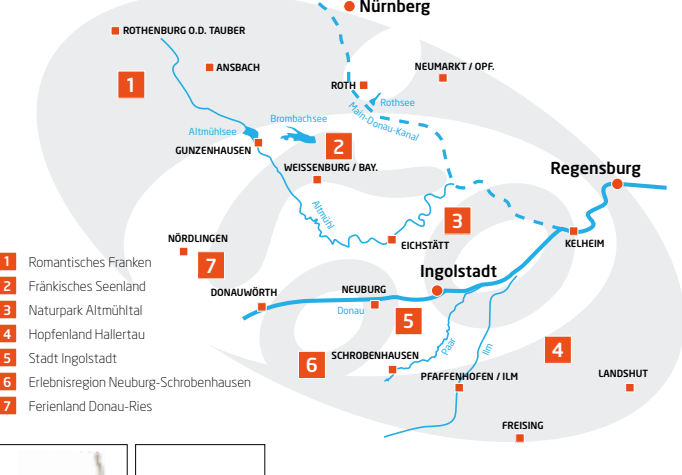 Nürnberg
ROTHENBURG O.D. TAUBER
ANSBACH
NEUMARKT / OPF.
1
ROTH
Rothsee
Main-Donau-Kanal
Brombachsee
Altmühlsee
GUNZENHAUSEN
2
WEISSENBURG / BAY.
Regensburg
Altmühl
3
EICHSTÄTT
KELHEIM
NÖRDLINGEN
7
Ingolstadt
DONAUWÖRTH
NEUBURG
Donau
5
SCHROBENHAUSEN
6
Paar
Ilm
4
PFAFFENHOFEN / ILM
LANDSHUT
FREISING
1 Romantisches Franken
2 Fränkisches Seenland
3 Naturpark Altmühltal
4 Hopfenland Hallertau
5 Stadt Ingolstadt
6 Erlebnisregion Neuburg-Schrobenhausen
7 Ferienland Donau-Ries